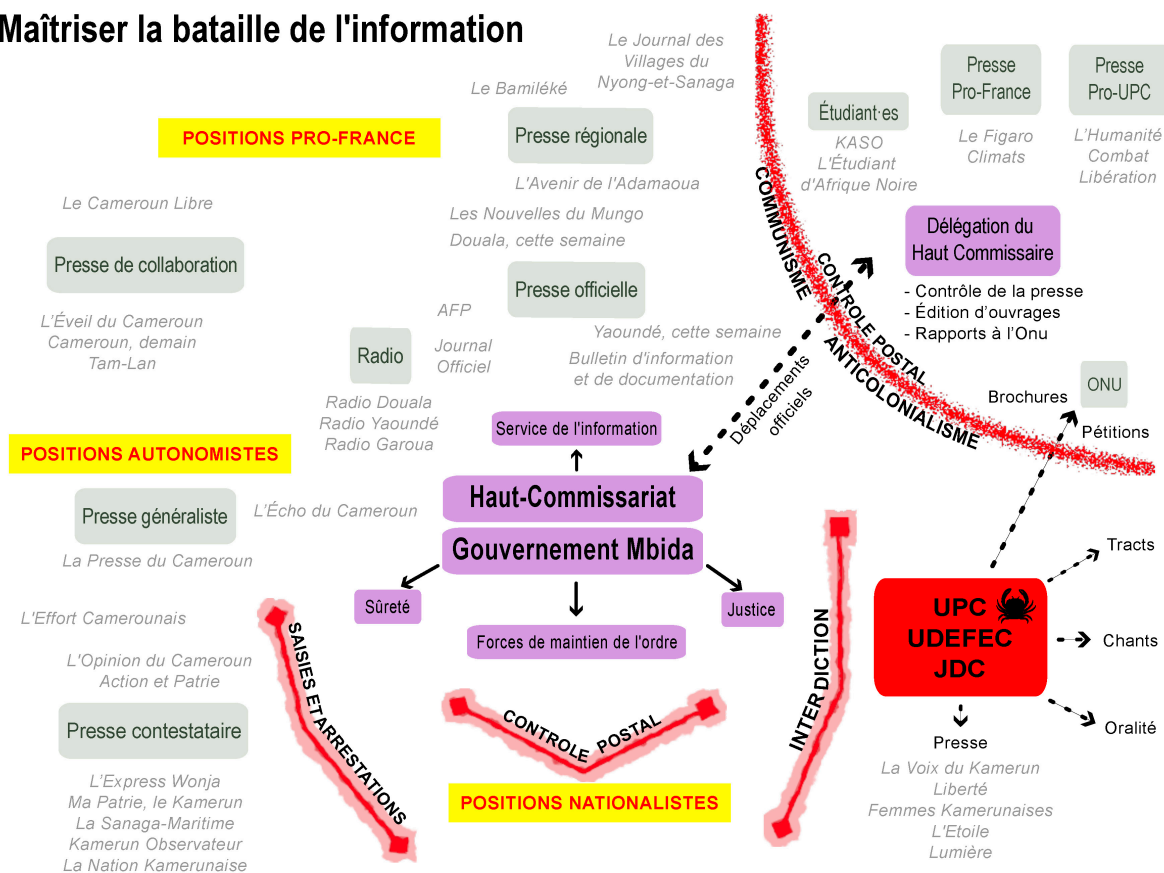 Maîtriser la bataille de l'information
Le Journal des
Villages du
Nyong-et-Sanaga
Le Bamiléké
POSITIONS PRO-FRANCE
Presse régionale
L'Avenir de l'Adamaoua
Les Nouvelles du Mungo
Douala, cette semaine
Le Cameroun Libre
Presse de collaboration
L'Éveil du Cameroun
Cameroun, demain
Tam-Lan
Presse officielle
AFP
Journal
Officiel
Yaoundé, cette semaine
Bulletin d'information
et de documentation
Radio
Radio Douala
Radio Yaoundé
Radio Garoua
Étudiant·es
KASO
L'Étudiant
d'Afrique Noire
Presse
Pro-France
Le Figaro
Climats
Presse
Pro-UPC
L'Humanité
Combat
Libération
COMMUNISME
CONTROLE POSTAL
ANTICOLONIALISME
Délégation du
Haut Commissaire
- Contrôle de la presse
- Édition d'ouvrages
- Rapports à l'Onu
Déplacements
officiels
Brochures
ONU
Pétitions
POSITIONS AUTONOMISTES
Presse généraliste
L'Écho du Cameroun
La Presse du Cameroun
L'Effort Camerounais
L'Opinion du Cameroun
Action et Patrie
Presse contestataire
L'Express Wonja
Ma Patrie, le Kamerun
La Sanaga-Maritime
Kamerun Observateur
La Nation Kamerunaise
Service de l'information
Haut-Commissariat
Gouvernement Mbida
Sûreté
Justice
Forces de maintien de l'ordre
SAISIES ET ARRESTATIONS
CONTROLE POSTAL
INTERDICTION
POSITIONS NATIONALISTES
UPC
UDEFEC
JDC
Tracts
Chants
Oralité
Presse
La Voix du Kamerun
Liberté
Femmes Kamerunaises
L'Etoile
Lumière